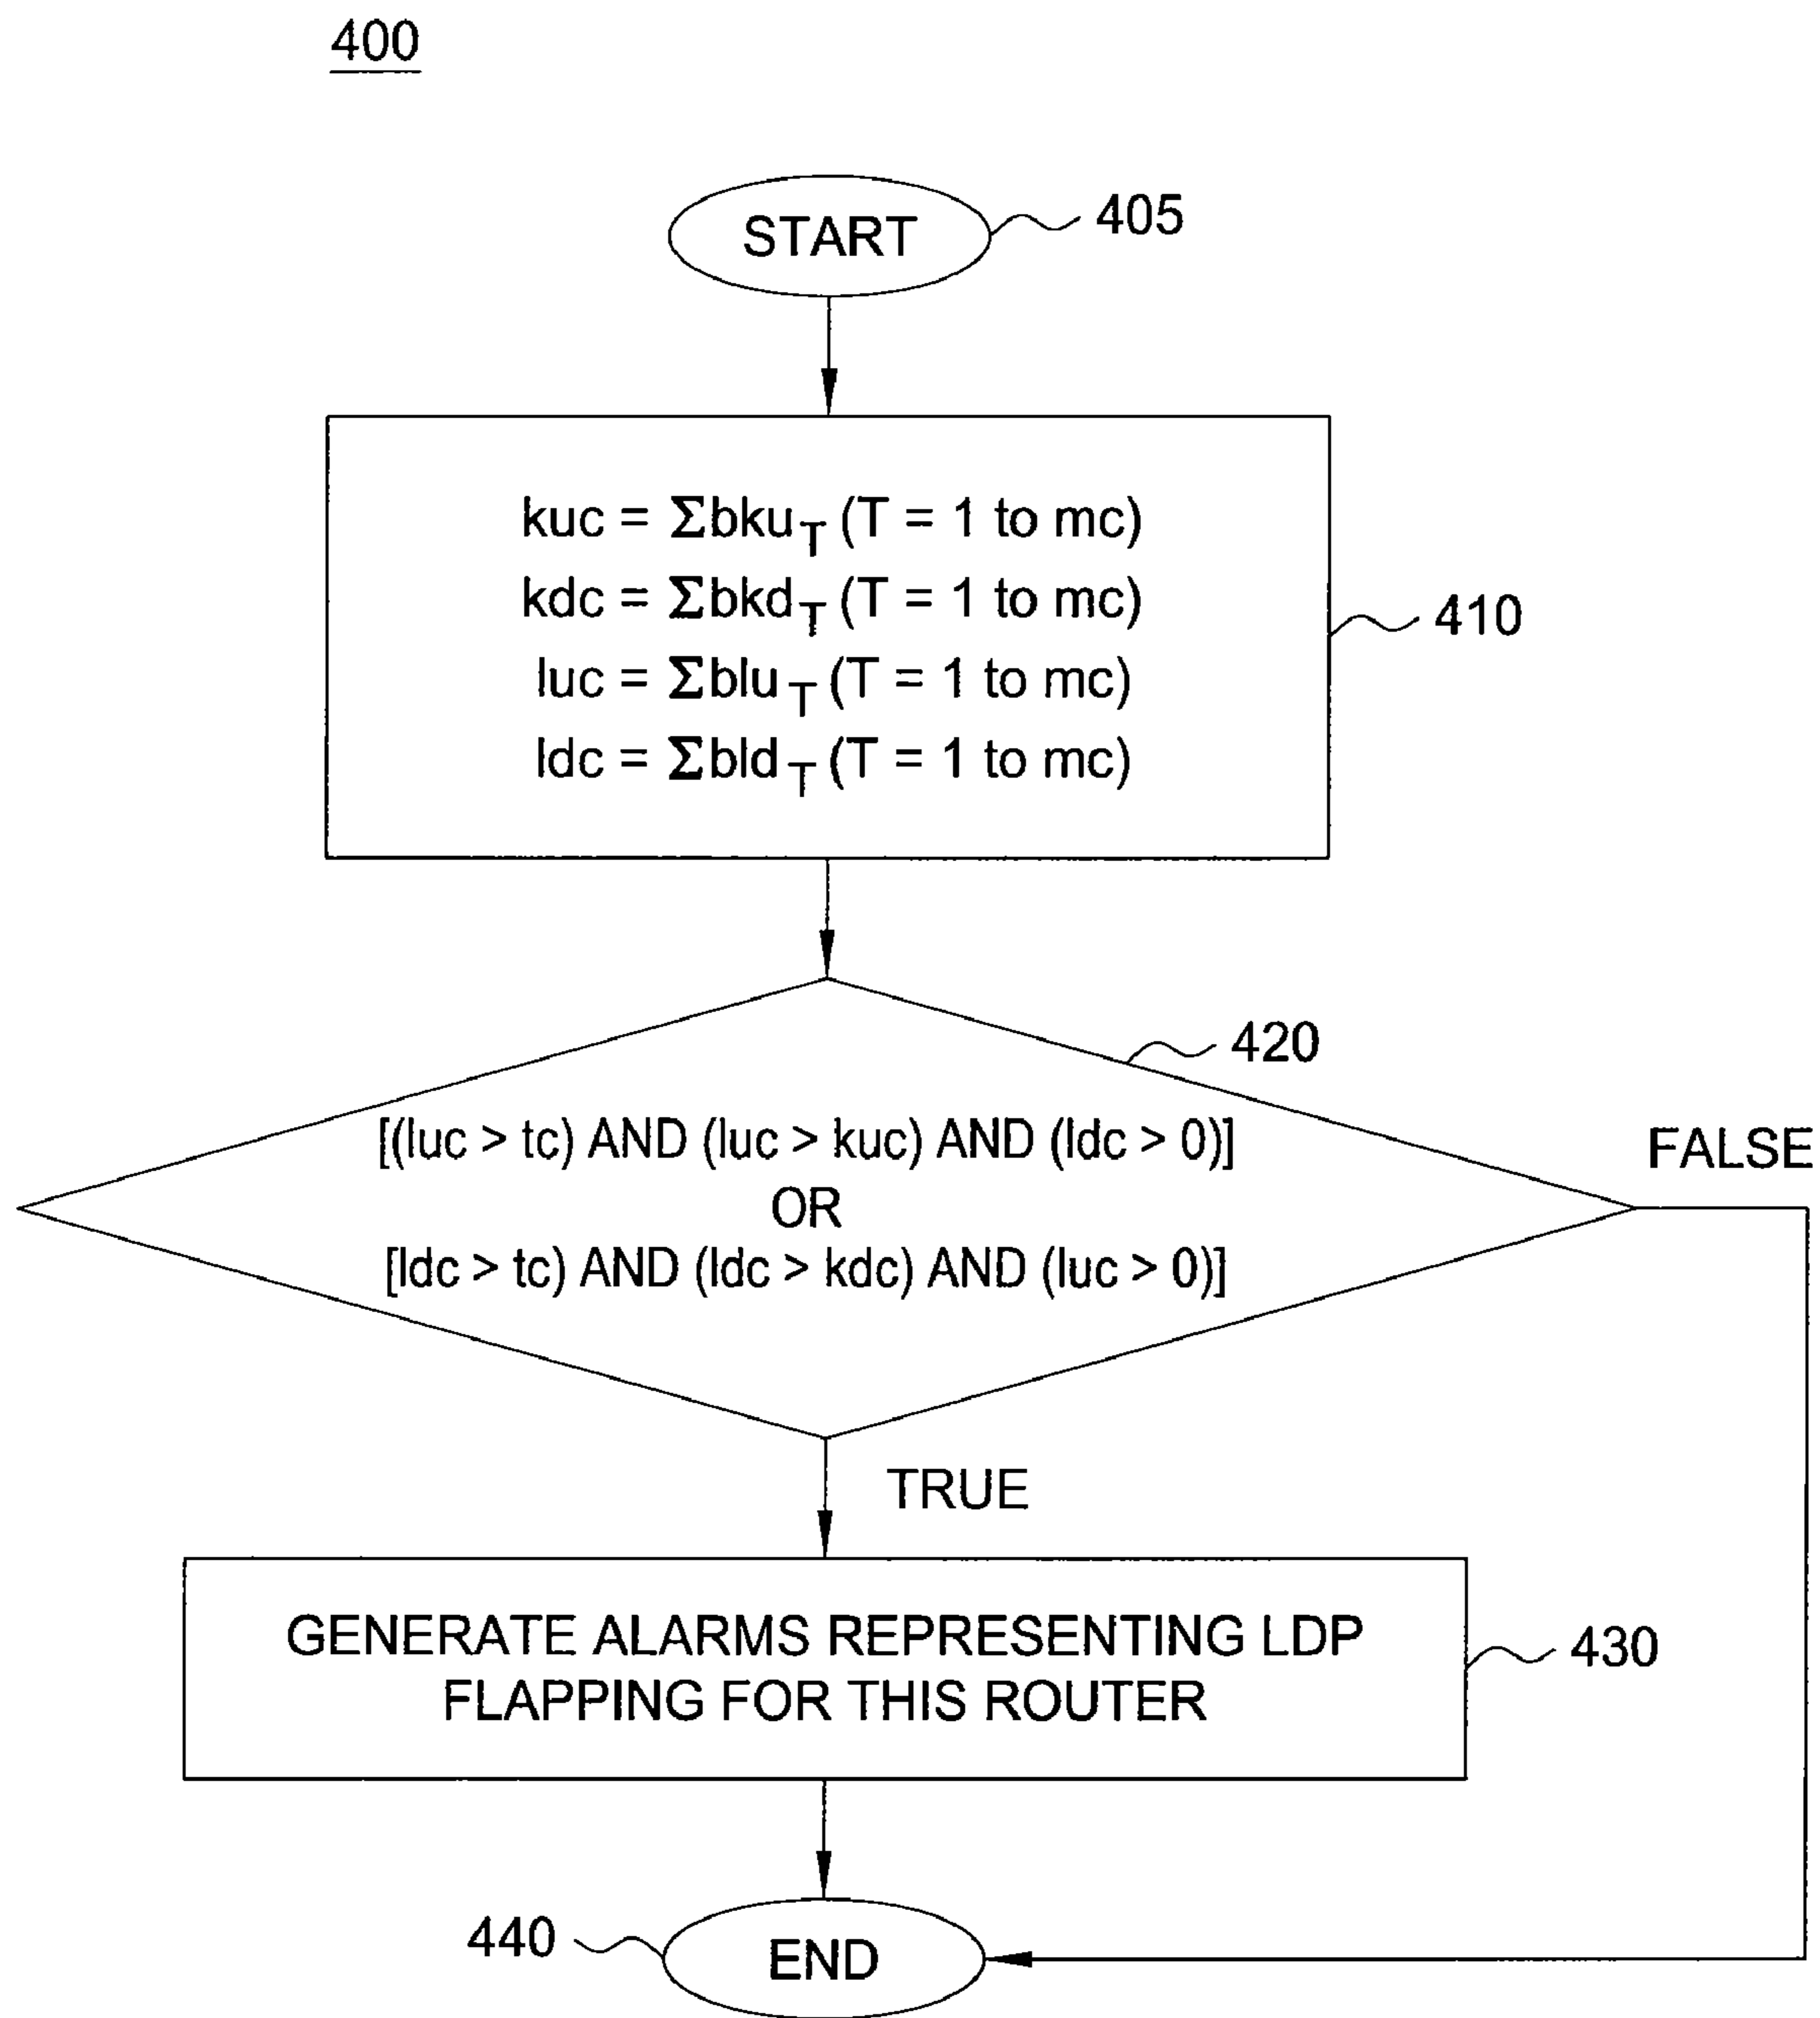 400
START
405
kuc = Σbku_T (T = 1 to mc)
kdc = Σbkd_T (T = 1 to mc)
luc = Σblu_T (T = 1 to mc)
ldc = Σbld_T (T = 1 to mc)
410
420
[(luc > tc) AND (luc > kuc) AND (ldc > 0)]
OR
[ldc > tc) AND (ldc > kdc) AND (luc > 0)]
FALSE
TRUE
GENERATE ALARMS REPRESENTING LDP
FLAPPING FOR THIS ROUTER
430
440
END